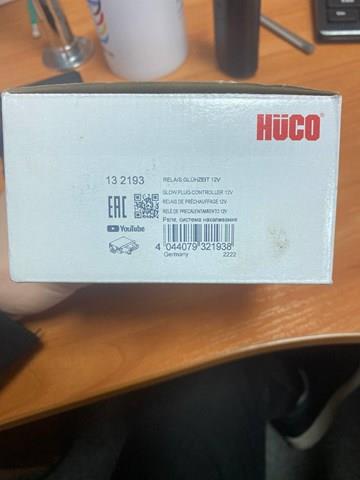 HÜCO
13 2193
RELAIS GLÜHZEIT 12V
GLOW PLUG CONTROLLER 12V
RELAIS DE PRÉCHAUFFAGE 12V
RELÉ DE PRECALENTAMIENTO 12V
Реле, система накаливания
EAC
YouTube
4 044079 321938
Germany 2222